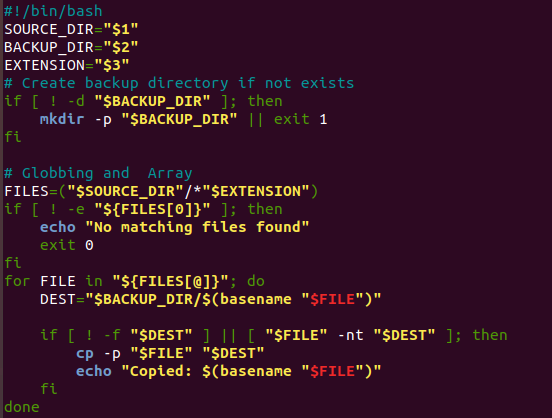 #!/bin/bash
SOURCE_DIR="$1"
BACKUP_DIR="$2"
EXTENSION="$3"
# Create backup directory if not exists
if [ ! -d "$BACKUP_DIR" ]; then
    mkdir -p "$BACKUP_DIR" || exit 1
fi

# Globbing and  Array
FILES=("$SOURCE_DIR"/*"$EXTENSION")
if [ ! -e "${FILES[0]}" ]; then
    echo "No matching files found"
    exit 0
fi
for FILE in "${FILES[@]}"; do
    DEST="$BACKUP_DIR/$(basename "$FILE")"

    if [ ! -f "$DEST" ] || [ "$FILE" -nt "$DEST" ]; then
        cp -p "$FILE" "$DEST"
        echo "Copied: $(basename "$FILE")"
    fi
done